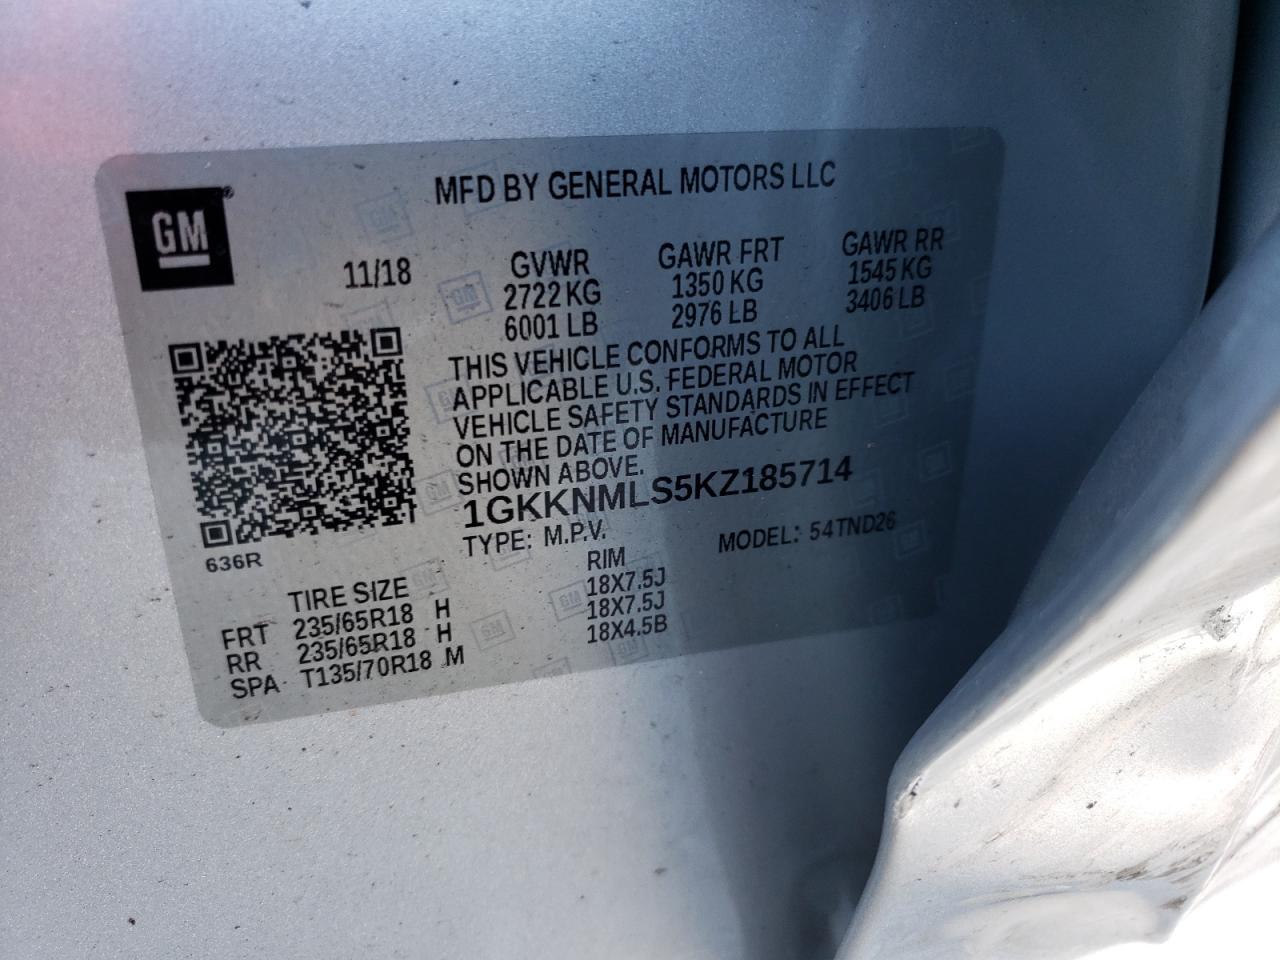 MFD BY GENERAL MOTORS LLC
GM
11/18
GVWR GAWR FRT GAWR RR
2722 KG 1350 KG 1545 KG
6001 LB 2976 LB 3406 LB
THIS VEHICLE CONFORMS TO ALL
APPLICABLE U.S. FEDERAL MOTOR
VEHICLE SAFETY STANDARDS IN EFFECT
ON THE DATE OF MANUFACTURE
SHOWN ABOVE.
1GKKNMLS5KZ185714
TYPE: M.P.V. MODEL: 54TND26
636R
TIRE SIZE RIM
FRT 235/65R18 H 18X7.5J
RR 235/65R18 H 18X7.5J
SPA T135/70R18 M 18X4.5B